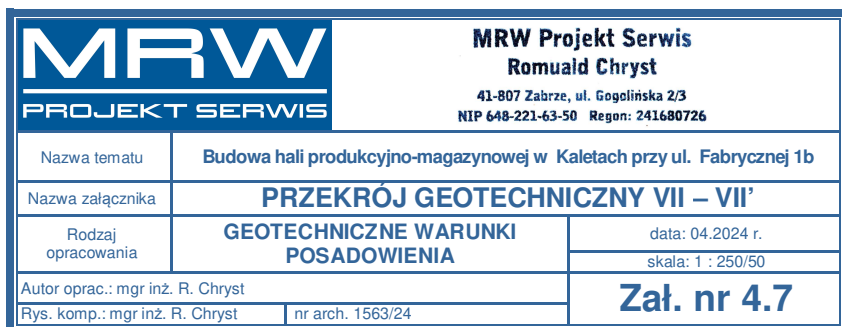 MRW
PROJEKT SERWIS
MRW Projekt Serwis
Romuald Chryst
41-807 Zabrze, ul. Gogolińska 2/3
NIP 648-221-63-50 Regon: 241680726
Nazwa tematu
Budowa hali produkcyjno-magazynowej w Kaletach przy ul. Fabrycznej 1b
Nazwa załącznika
PRZEKRÓJ GEOTECHNICZNY VII – VII’
Rodzaj
opracowania
GEOTECHNICZNE WARUNKI
POSADOWIENIA
data: 04.2024 r.
skala: 1 : 250/50
Autor oprac.: mgr inż. R. Chryst
Rys. komp.: mgr inż. R. Chryst
nr arch. 1563/24
Zał. nr 4.7